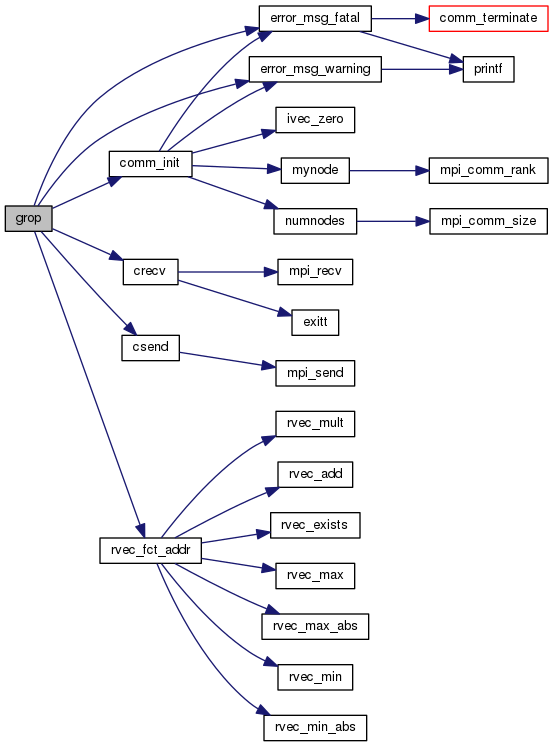 error_msg_fatal
comm_terminate
error_msg_warning
printf
ivec_zero
comm_init
mynode
mpi_comm_rank
grop
numnodes
mpi_comm_size
crecv
mpi_recv
exitt
csend
mpi_send
rvec_mult
rvec_add
rvec_exists
rvec_fct_addr
rvec_max
rvec_max_abs
rvec_min
rvec_min_abs